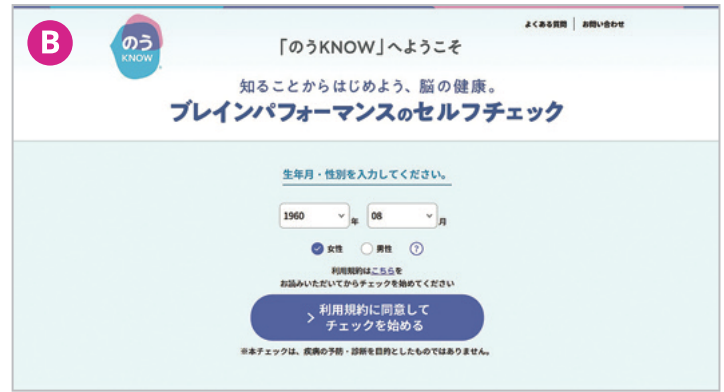 B
のう
KNOW
よくある質問 | お問い合わせ
「のうKNOW」へようこそ
知ることからはじめよう、脳の健康。
ブレインパフォーマンスのセルフチェック
生年月・性別を入力してください。
1960 年 08 月
女性 男性 ?
利用規約はこちらを
お読みいただいてからチェックを始めてください
利用規約に同意して
チェックを始める
※本チェックは、疾病の予防・診断を目的としたものではありません。